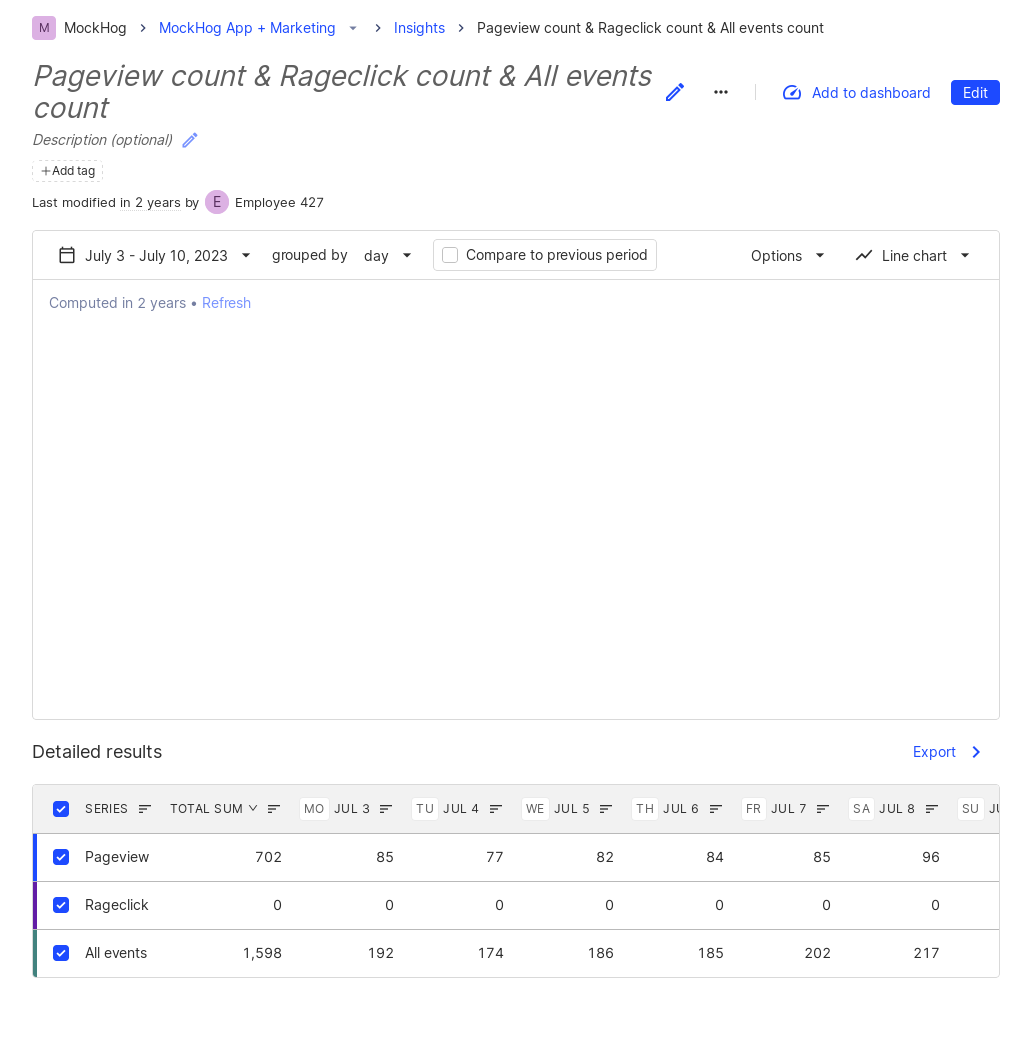 M MockHog MockHog App + Marketing Insights Pageview count & Rageclick count & All events count
Pageview count & Rageclick count & All events
count
Add to dashboard Edit
Description (optional)
Add tag
Last modified in 2 years by E Employee 427
July 3 - July 10, 2023 grouped by day Compare to previous period Options Line chart
Computed in 2 years • Refresh
Detailed results Export
SERIES TOTAL SUM MO JUL 3 TU JUL 4 WE JUL 5 TH JUL 6 FR JUL 7 SA JUL 8 SU
Pageview 702 85 77 82 84 85 96
Rageclick 0 0 0 0 0 0 0
All events 1,598 192 174 186 185 202 217